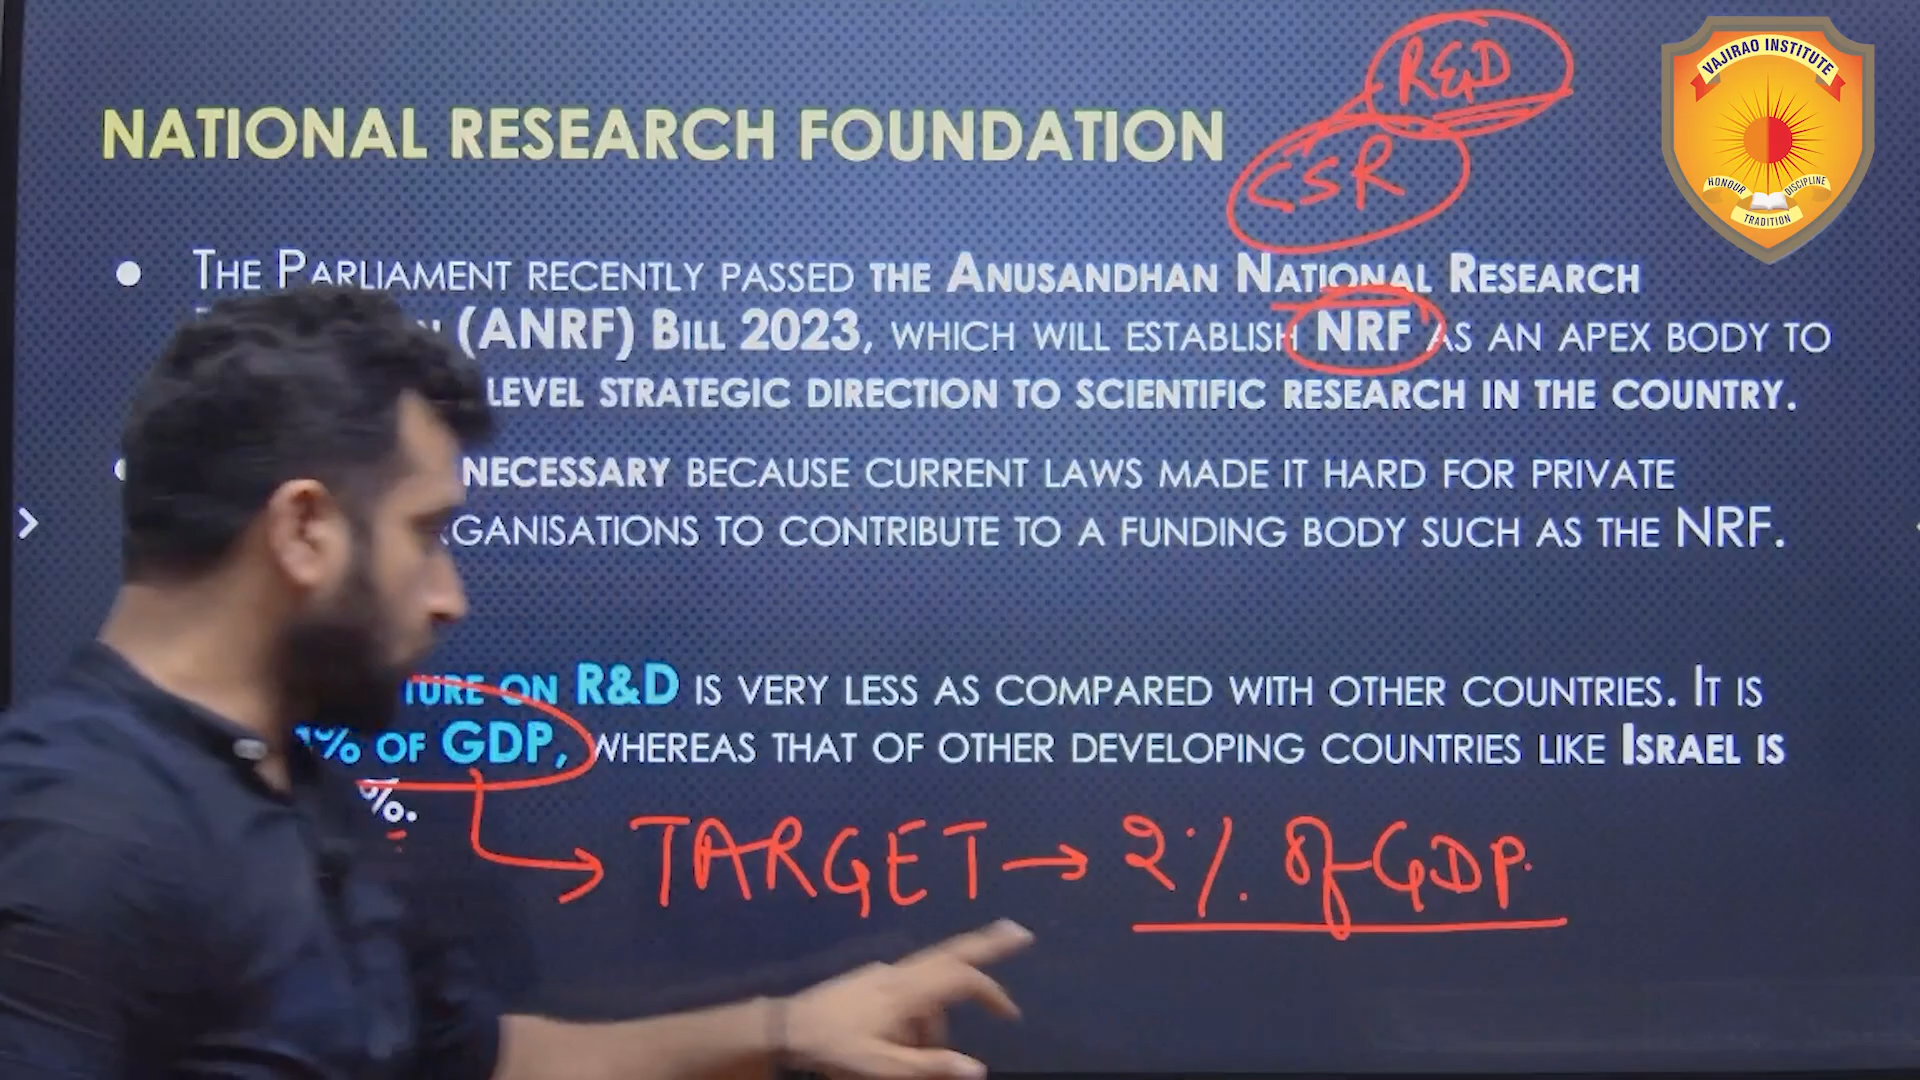 R&D
VAJIRAO INSTITUTE
NATIONAL RESEARCH FOUNDATION
CSR
HONOUR
DISCIPLINE
TRADITION
THE PARLIAMENT RECENTLY PASSED THE ANUSANDHAN NATIONAL RESEARCH
(ANRF) BILL 2023, WHICH WILL ESTABLISH NRF AS AN APEX BODY TO
LEVEL STRATEGIC DIRECTION TO SCIENTIFIC RESEARCH IN THE COUNTRY.
NECESSARY BECAUSE CURRENT LAWS MADE IT HARD FOR PRIVATE
RGANISATIONS TO CONTRIBUTE TO A FUNDING BODY SUCH AS THE NRF.
TURE ON R&D IS VERY LESS AS COMPARED WITH OTHER COUNTRIES. IT IS
1% OF GDP, WHEREAS THAT OF OTHER DEVELOPING COUNTRIES LIKE ISRAEL IS
%.
TARGET → 2%. of GDP.